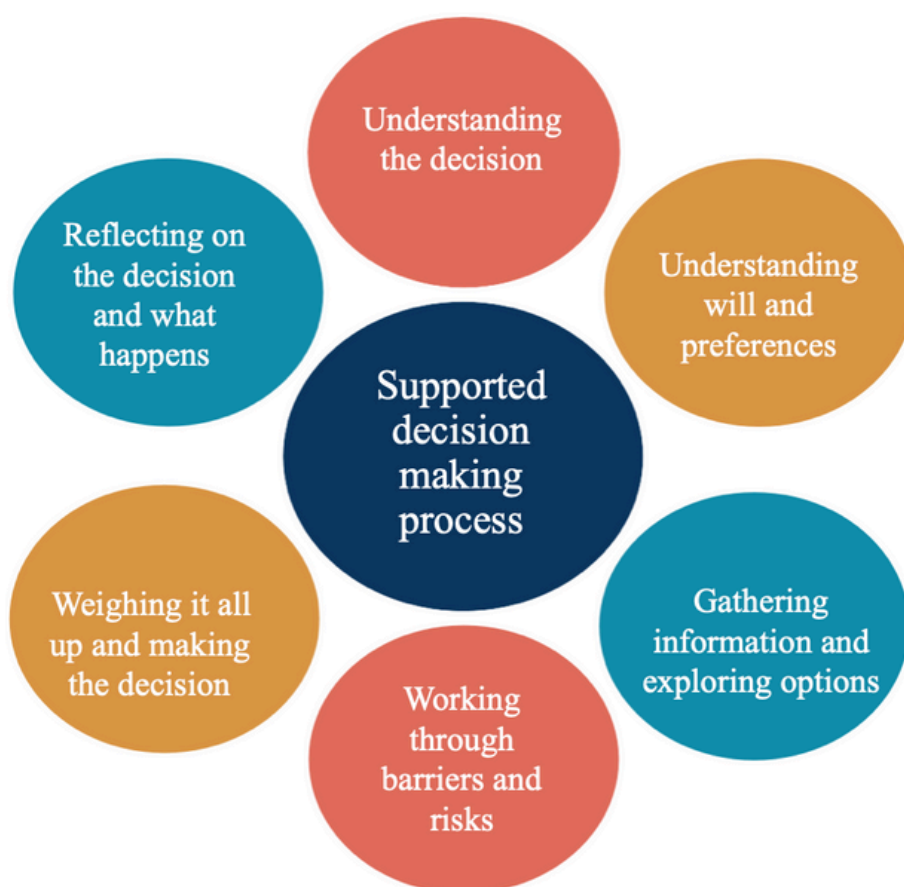 Understanding
the decision
Understanding
will and
preferences
Gathering
information and
exploring options
Working
through
barriers and
risks
Weighing it all
up and making
the decision
Reflecting on
the decision
and what
happens
Supported
decision
making
process